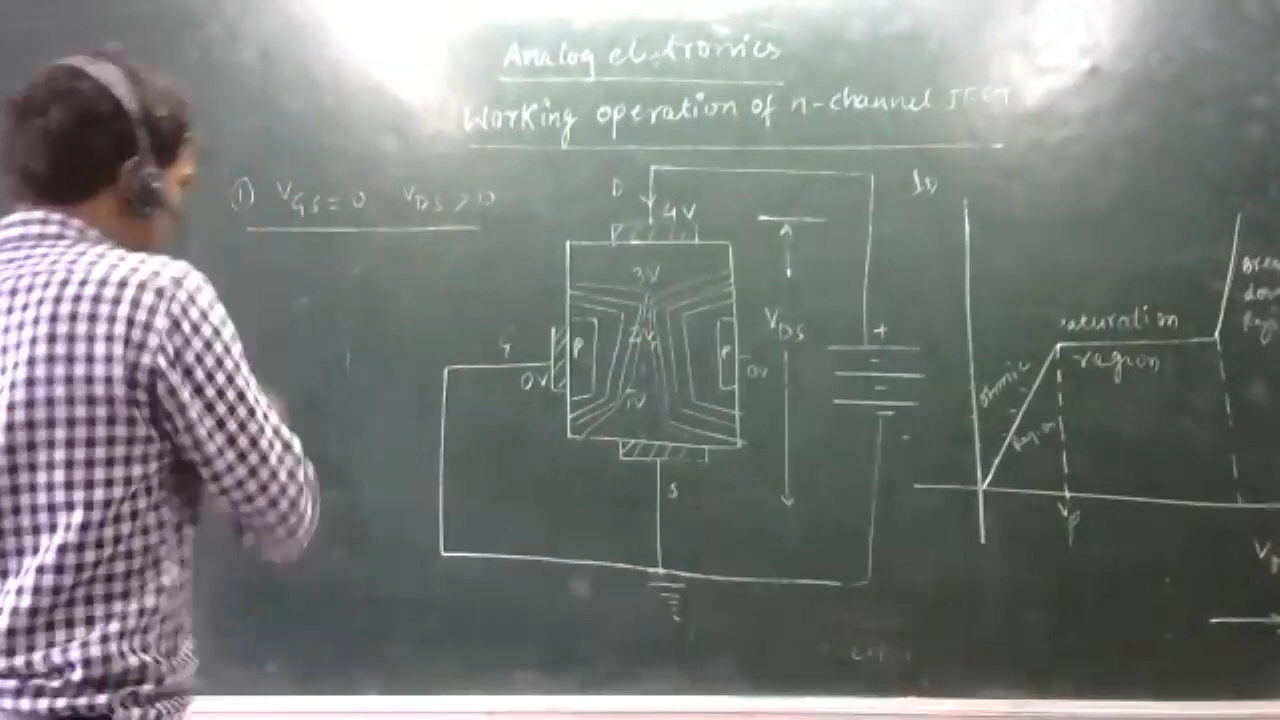 Analog electronics
Working operation of n-channel JFET
① VGS=0 VDS>0
D
4V
ID
3V
VDS
+
2V
P
P
G
0V
0V
1V
-
S
saturation
region
ohmic
Region
Vp